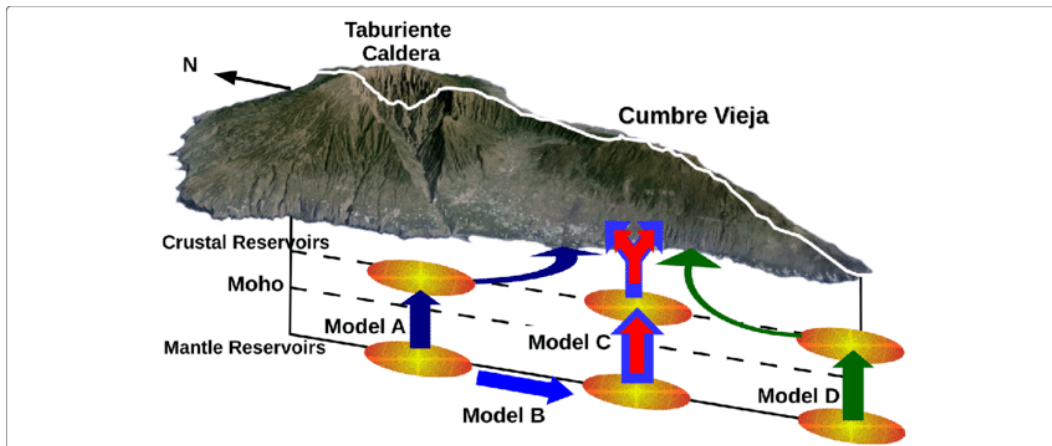 Taburiente
Caldera
N
Cumbre Vieja
Crustal Reservoirs
Moho
Model A
Model C
Mantle Reservoirs
Model D
Model B